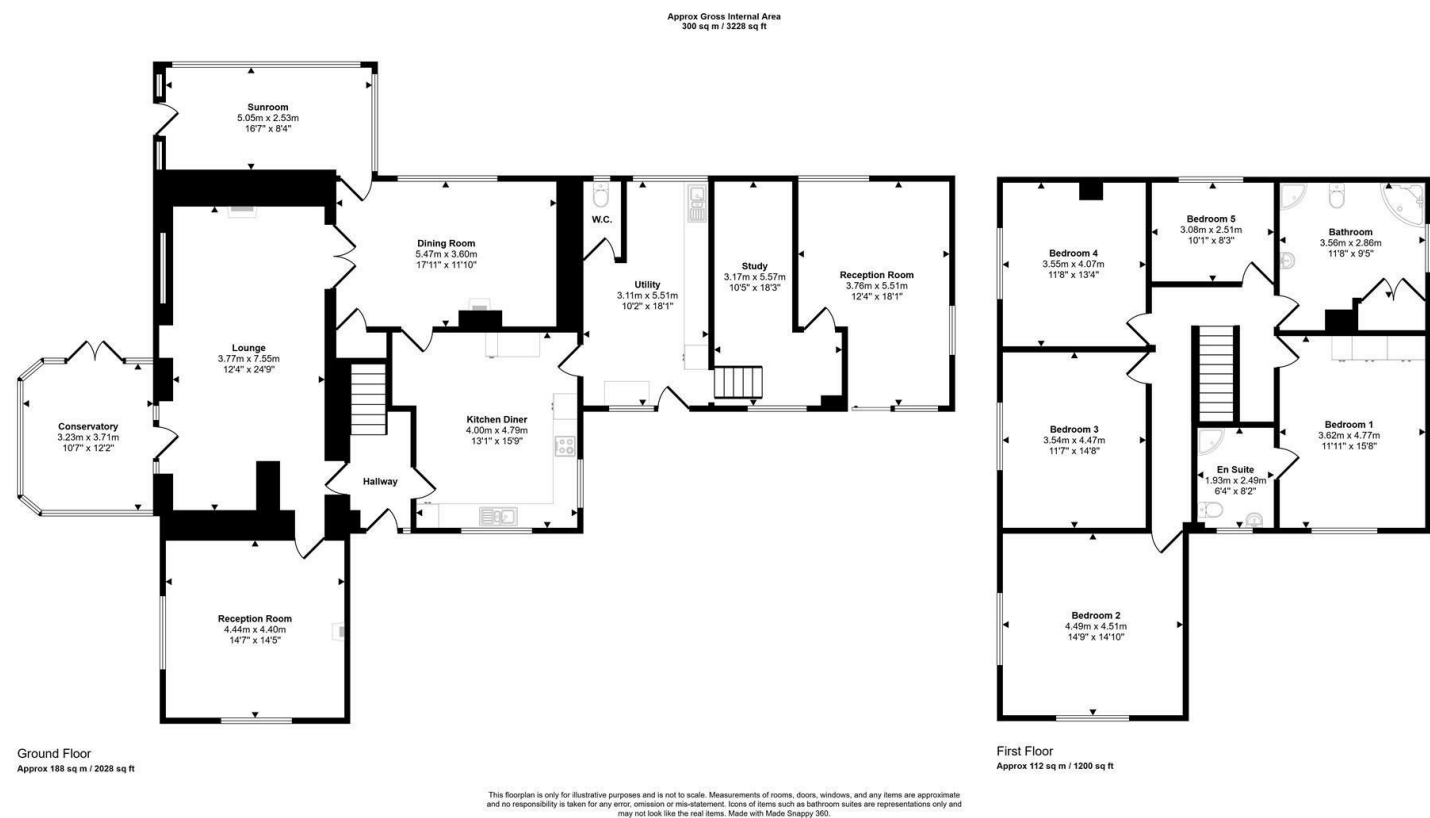 Approx Gross Internal Area
300 sq m / 3228 sq ft
Sunroom
5.05m x 2.53m
16'7" x 8'4"
Dining Room
5.47m x 3.60m
17'11" x 11'10"
W.C.
Utility
3.11m x 5.51m
10'2" x 18'1"
Study
3.17m x 5.57m
10'5" x 18'3"
Reception Room
3.76m x 5.51m
12'4" x 18'1"
Lounge
3.77m x 7.55m
12'4" x 24'9"
Conservatory
3.23m x 3.71m
10'7" x 12'2"
Kitchen Diner
4.00m x 4.79m
13'1" x 15'9"
Hallway
Reception Room
4.44m x 4.40m
14'7" x 14'5"
Ground Floor
Approx 188 sq m / 2028 sq ft
Bedroom 4
3.55m x 4.07m
11'8" x 13'4"
Bedroom 5
3.08m x 2.51m
10'1" x 8'3"
Bathroom
3.56m x 2.86m
11'8" x 9'5"
Bedroom 3
3.54m x 4.47m
11'7" x 14'8"
Bedroom 1
3.62m x 4.77m
11'11" x 15'8"
En Suite
1.93m x 2.49m
6'4" x 8'2"
Bedroom 2
4.49m x 4.51m
14'9" x 14'10"
First Floor
Approx 112 sq m / 1200 sq ft
This floorplan is only for illustrative purposes and is not to scale. Measurements of rooms, doors, windows, and any items are approximate
and no responsibility is taken for any error, omission or mis-statement. Icons of items such as bathroom suites are representations only and
may not look like the real items. Made with Made Snappy 360.